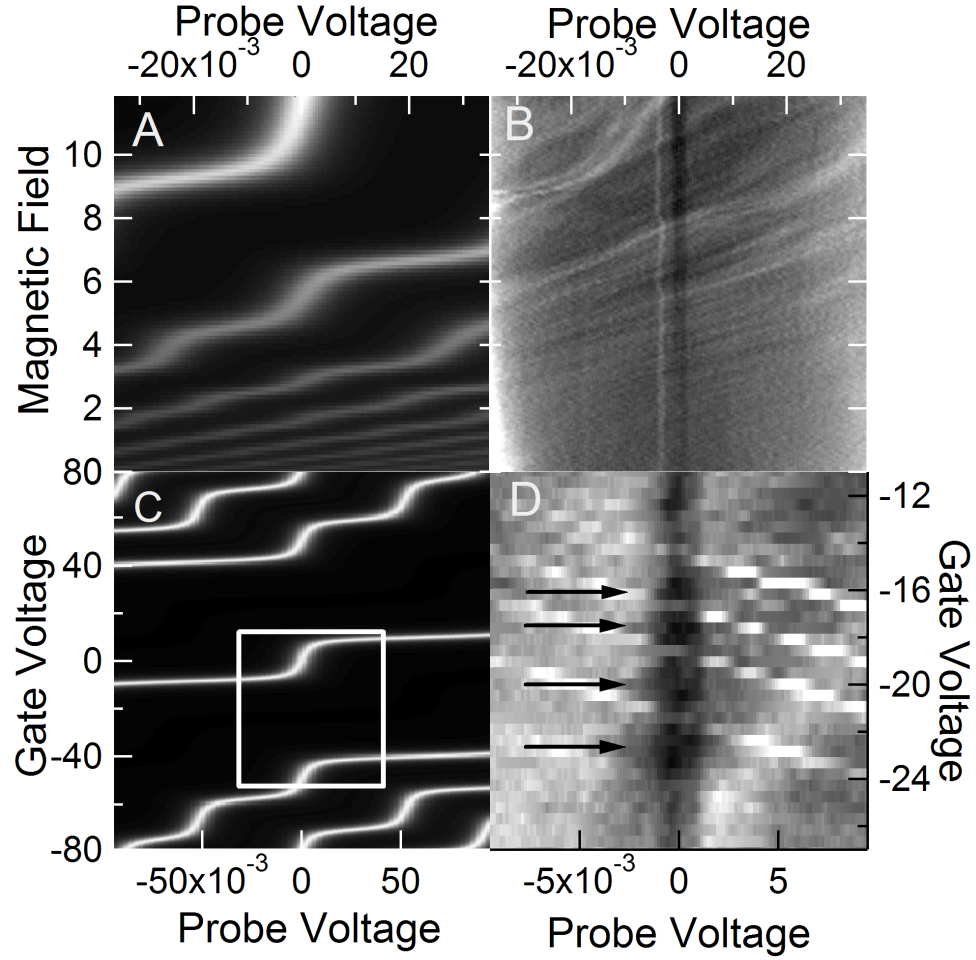 Probe Voltage Probe Voltage
-20x10-3 0 20 -20x10-3 0 20
A B
Magnetic Field
10
8
6
4
2
80
C D
Gate Voltage
40
0
-40
-80
-12
-16
-20
-24
Gate Voltage
-50x10-3 0 50 -5x10-3 0 5
Probe Voltage Probe Voltage